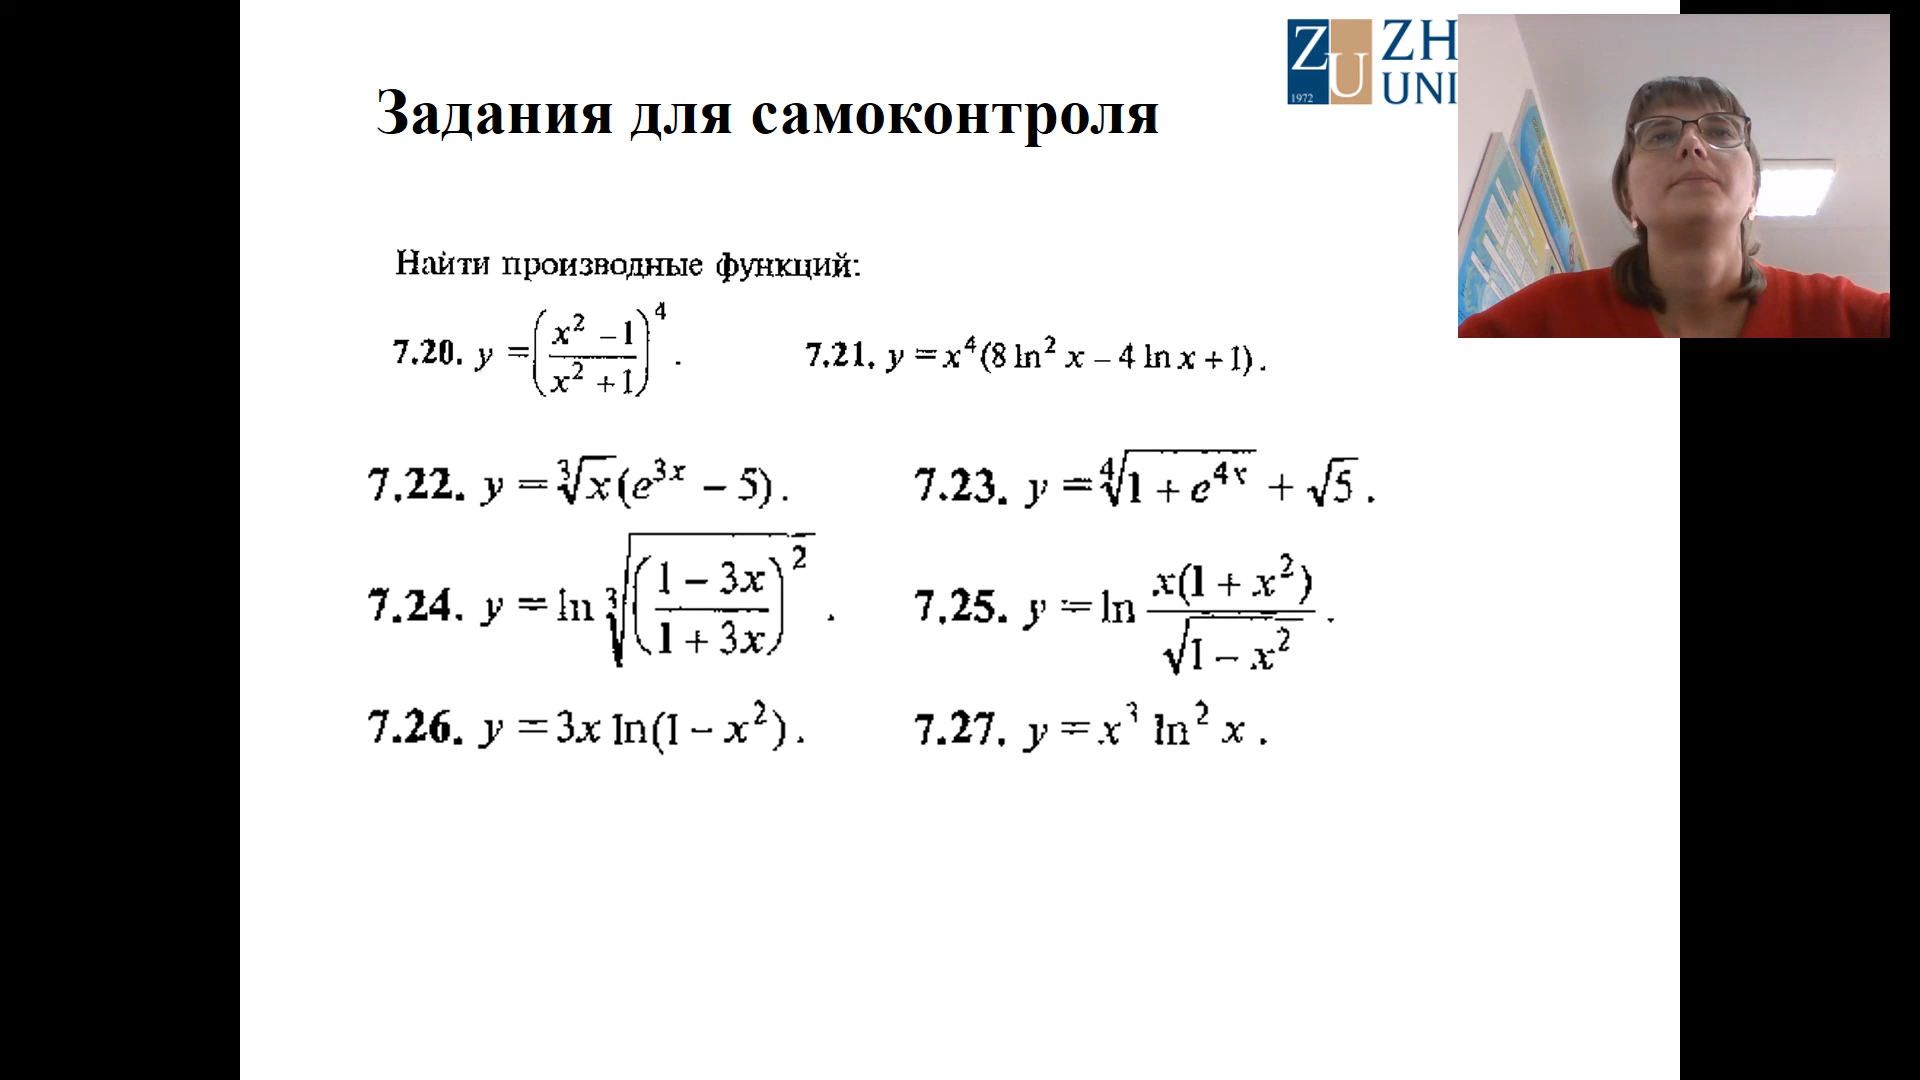 ZU
1972
ZH
UNI
Задания для самоконтроля
Найти производные функций:
7.20. y = ((x² – 1)/(x² + 1))⁴.
7.21. y = x⁴(8 ln² x – 4 ln x + 1).
7.22. y = ∛x(e³ˣ – 5).
7.23. y = ∜(1 + e⁴ˣ) + √5.
7.24. y = ln ∛(((1 – 3x)/(1 + 3x))²).
7.25. y = ln (x(1 + x²))/(√(1 – x²)).
7.26. y = 3x ln(1 – x²).
7.27. y = x³ ln² x.